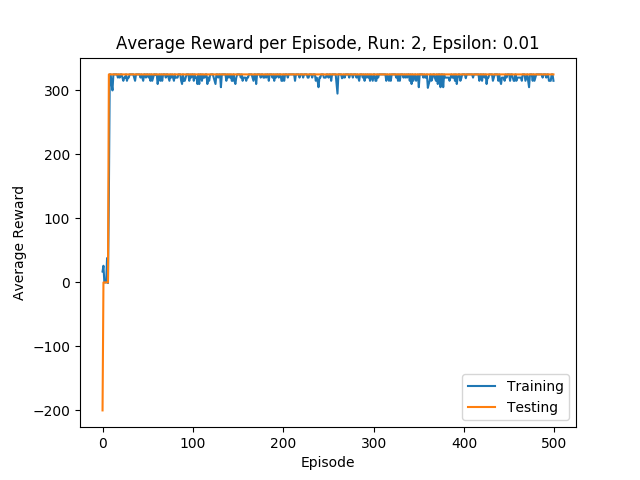 Average Reward per Episode, Run: 2, Epsilon: 0.01
Average Reward
300
200
100
0
−100
−200
0
100
200
300
400
500
Episode
Training
Testing